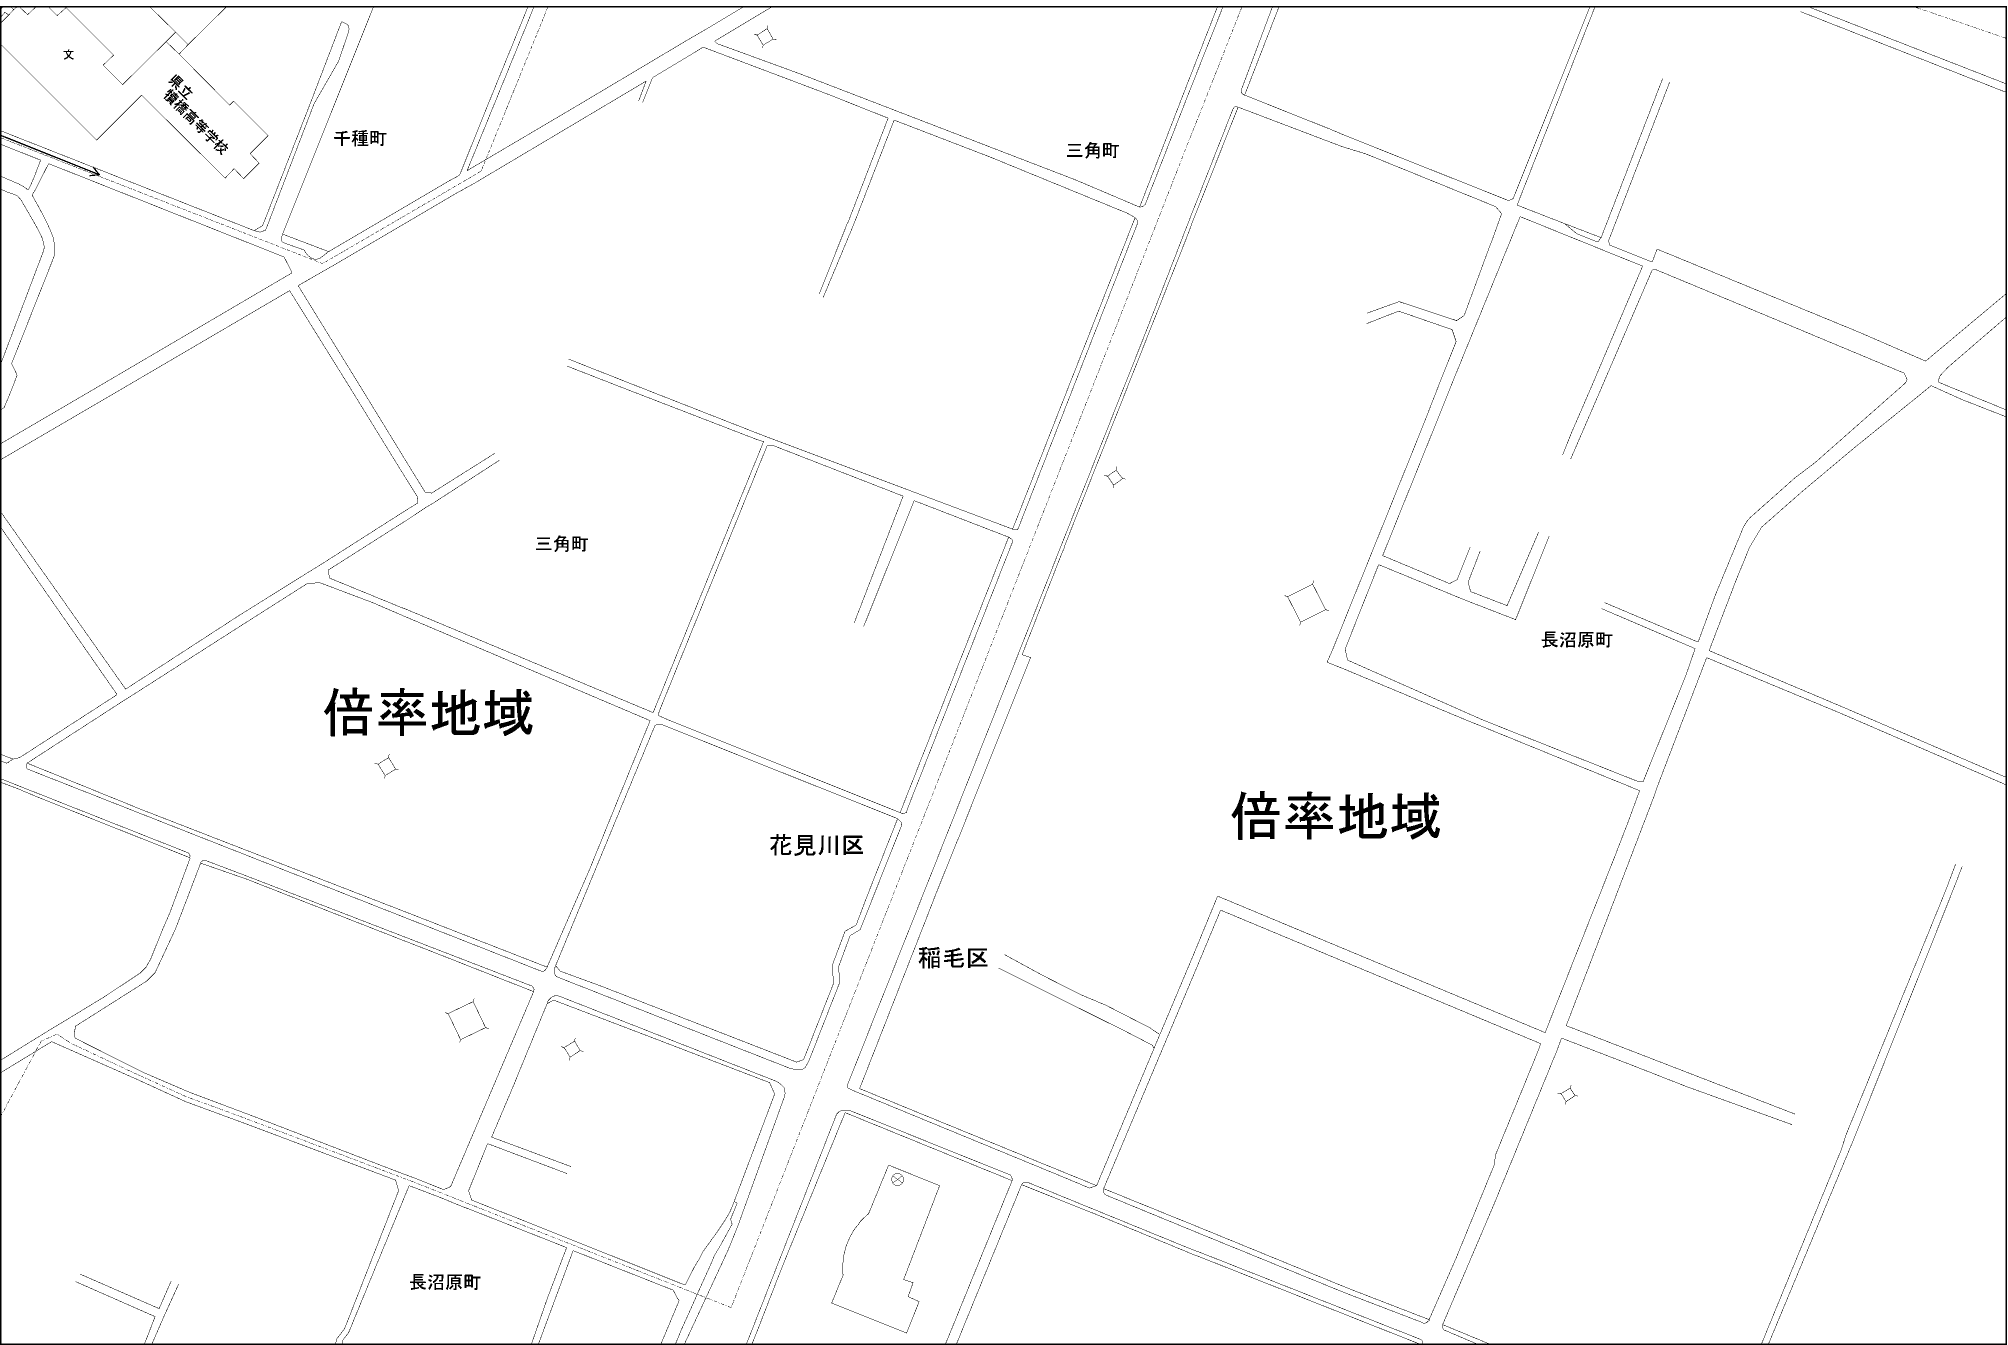 文
県立
犢橋高等学校
千種町
三角町
三角町
長沼原町
倍率地域
倍率地域
花見川区
稲毛区
長沼原町